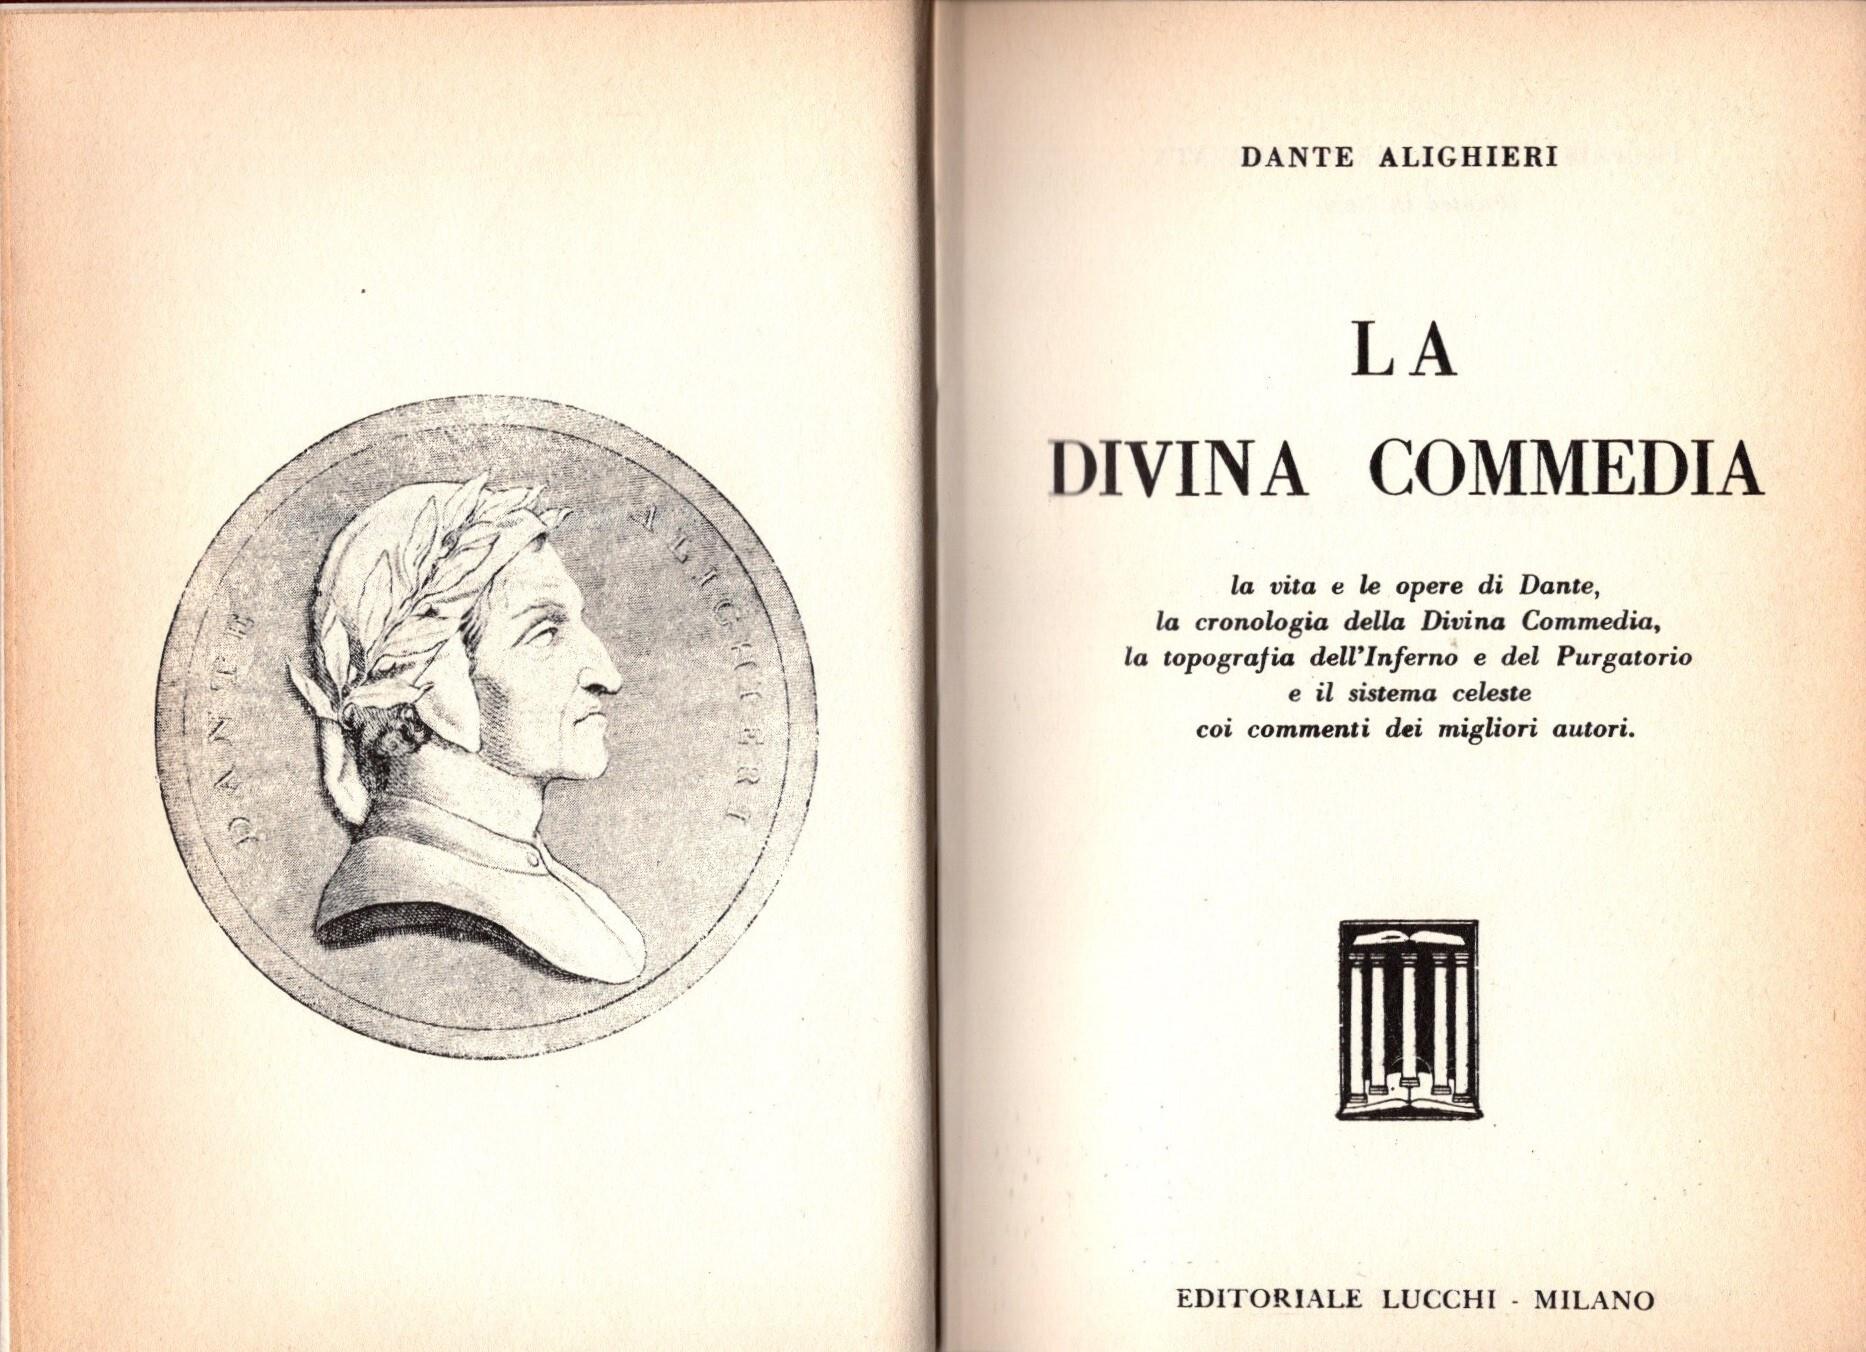 DANTE ALIGHIERI
DANTE ALIGHIERI
LA
DIVINA COMMEDIA
la vita e le opere di Dante,
la cronologia della Divina Commedia,
la topografia dell'Inferno e del Purgatorio
e il sistema celeste
coi commenti dei migliori autori.
EDITORIALE LUCCHI - MILANO